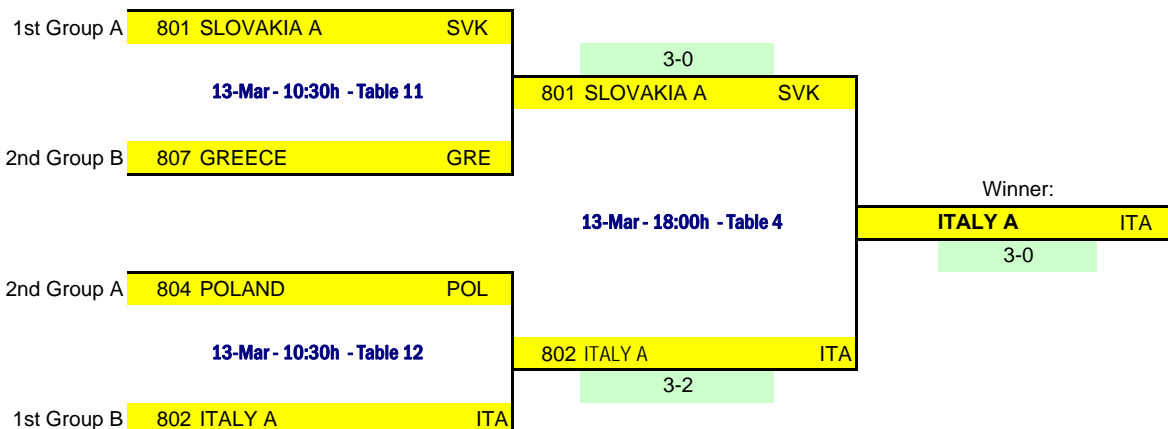 1st Group A 801 SLOVAKIA A SVK
3-0
13-Mar - 10:30h - Table 11
801 SLOVAKIA A SVK
2nd Group B 807 GREECE GRE
Winner:
13-Mar - 18:00h - Table 4
ITALY A ITA
3-0
2nd Group A 804 POLAND POL
13-Mar - 10:30h - Table 12
802 ITALY A ITA
3-2
1st Group B 802 ITALY A ITA